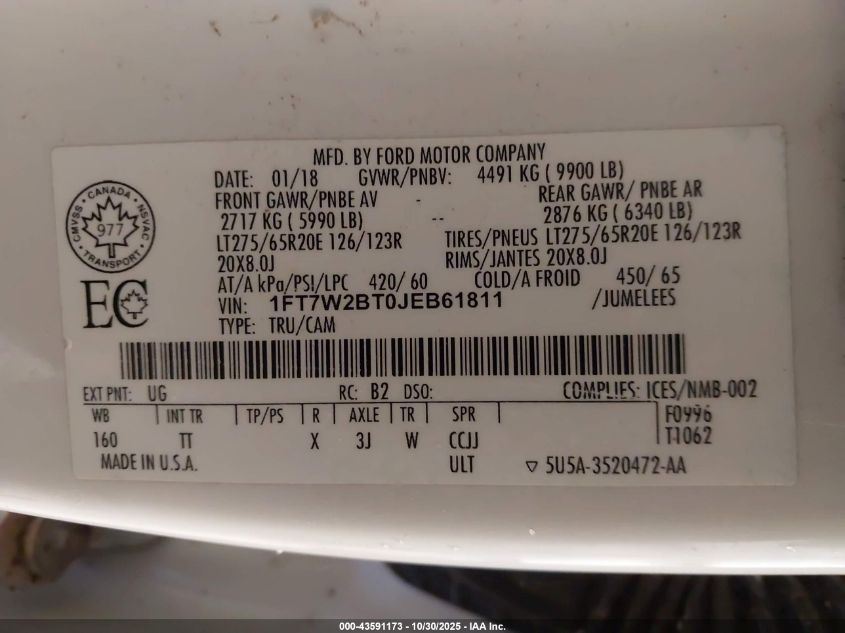 MFD. BY FORD MOTOR COMPANY
DATE: 01/18 GVWR/PNBV: 4491 KG ( 9900 LB)
FRONT GAWR/PNBE AV - REAR GAWR/ PNBE AR
2717 KG ( 5990 LB) -- 2876 KG ( 6340 LB)
LT275/65R20E 126/123R TIRES/PNEUS LT275/65R20E 126/123R
20X8.0J RIMS/JANTES 20X8.0J
AT/A kPa/PSI/LPC 420/ 60 COLD/A FROID 450/ 65
VIN: 1FT7W2BT0JEB61811 /JUMELEES
TYPE: TRU/CAM
CANADA
CMVSS NSVAC
977
TRANSPORT
EC
EXT PNT: UG RC: B2 DSO: COMPLIES: ICES/NMB-002
WB INT TR TP/PS R AXLE TR SPR F0996
160 TT X 3J W CCJJ T1062
MADE IN U.S.A. ULT 5U5A-3520472-AA
000-43591173 - 10/30/2025 - IAA Inc.